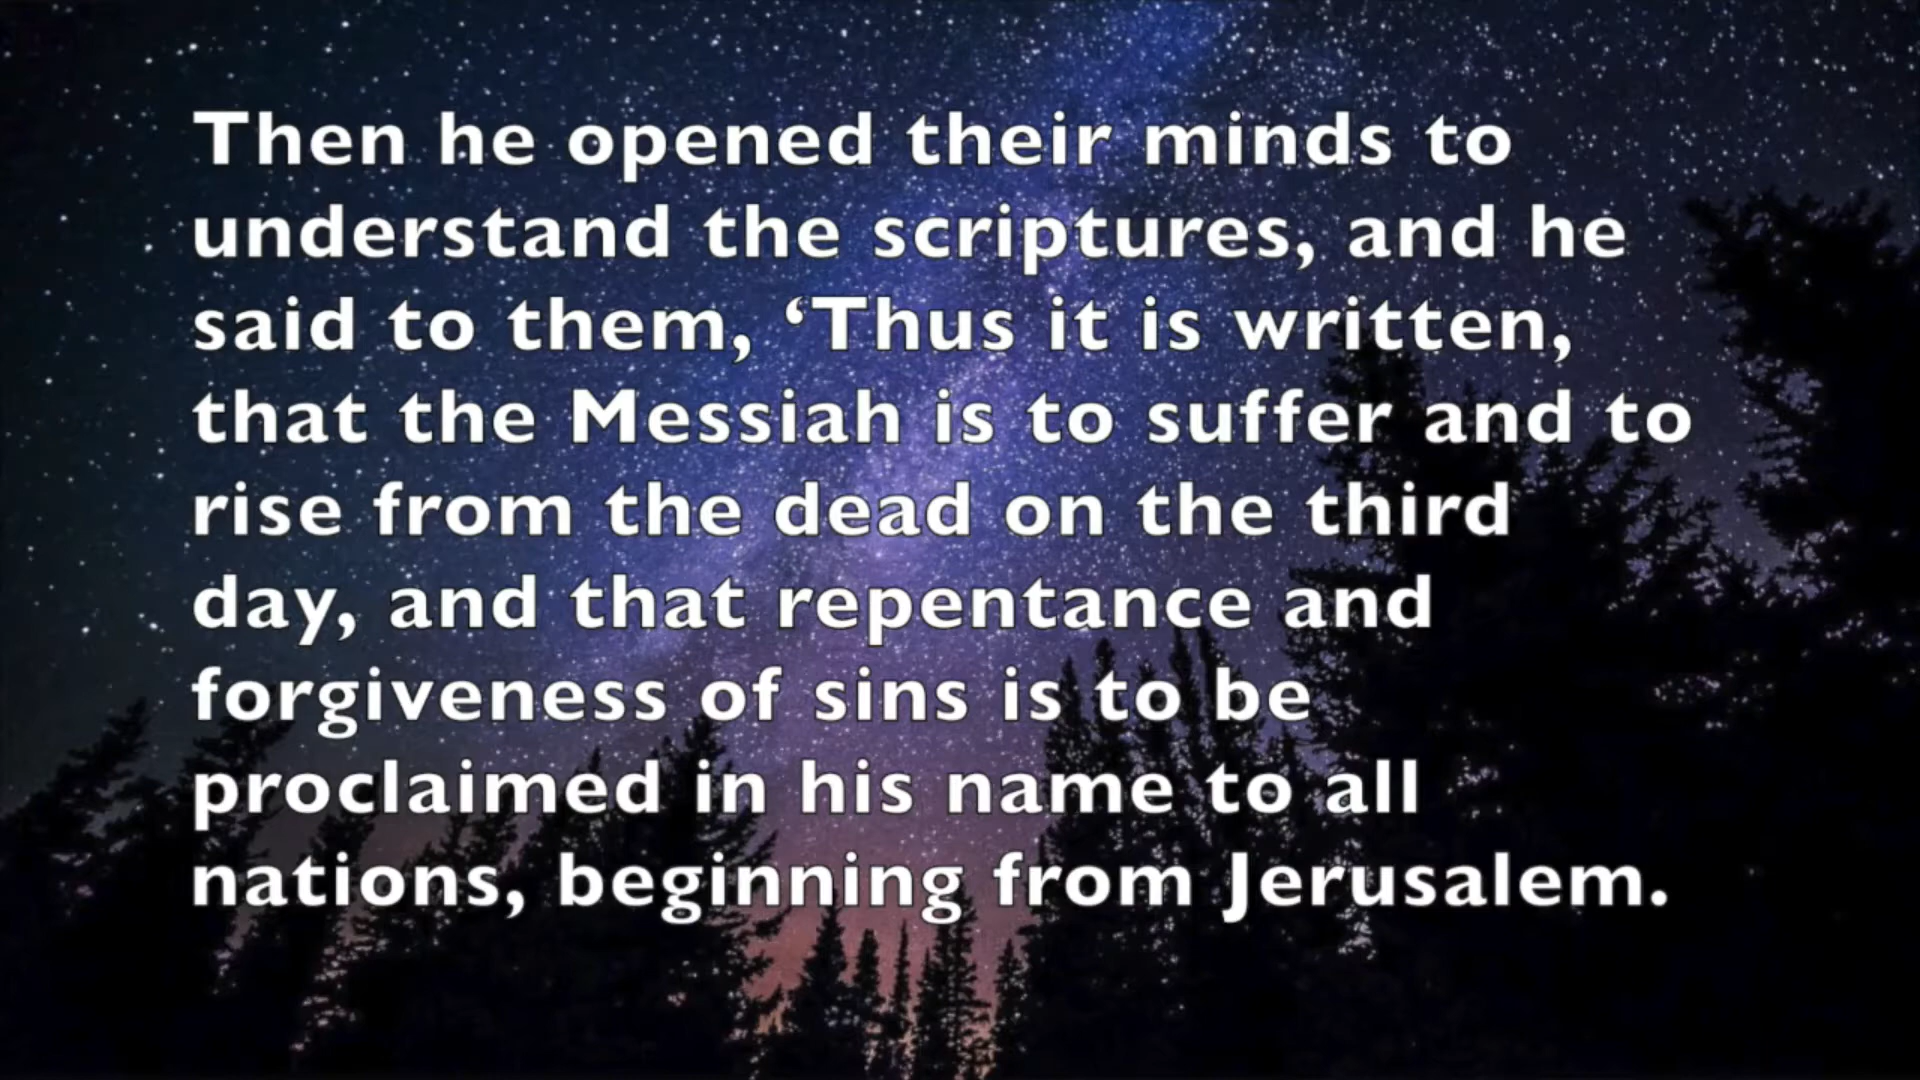 Then he opened their minds to
understand the scriptures, and he
said to them, ‘Thus it is written,
that the Messiah is to suffer and to
rise from the dead on the third
day, and that repentance and
forgiveness of sins is to be
proclaimed in his name to all
nations, beginning from Jerusalem.